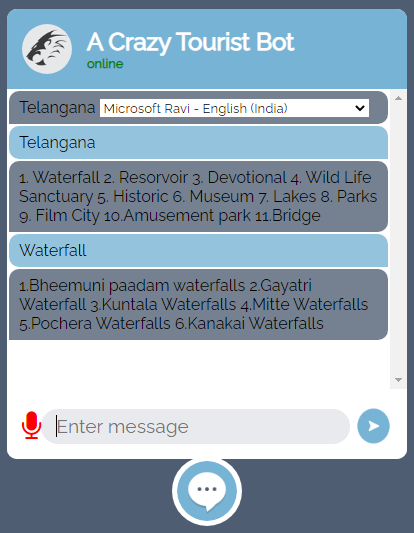 A Crazy Tourist Bot
online
Telangana Microsoft Ravi - English (India)
Telangana
1. Waterfall 2. Resorvoir 3. Devotional 4. Wild Life
Sanctuary 5. Historic 6. Museum 7. Lakes 8. Parks
9. Film City 10.Amusement park 11.Bridge
Waterfall
1.Bheemuni paadam waterfalls 2.Gayatri
Waterfall 3.Kuntala Waterfalls 4.Mitte Waterfalls
5.Pochera Waterfalls 6.Kanakai Waterfalls
Enter message